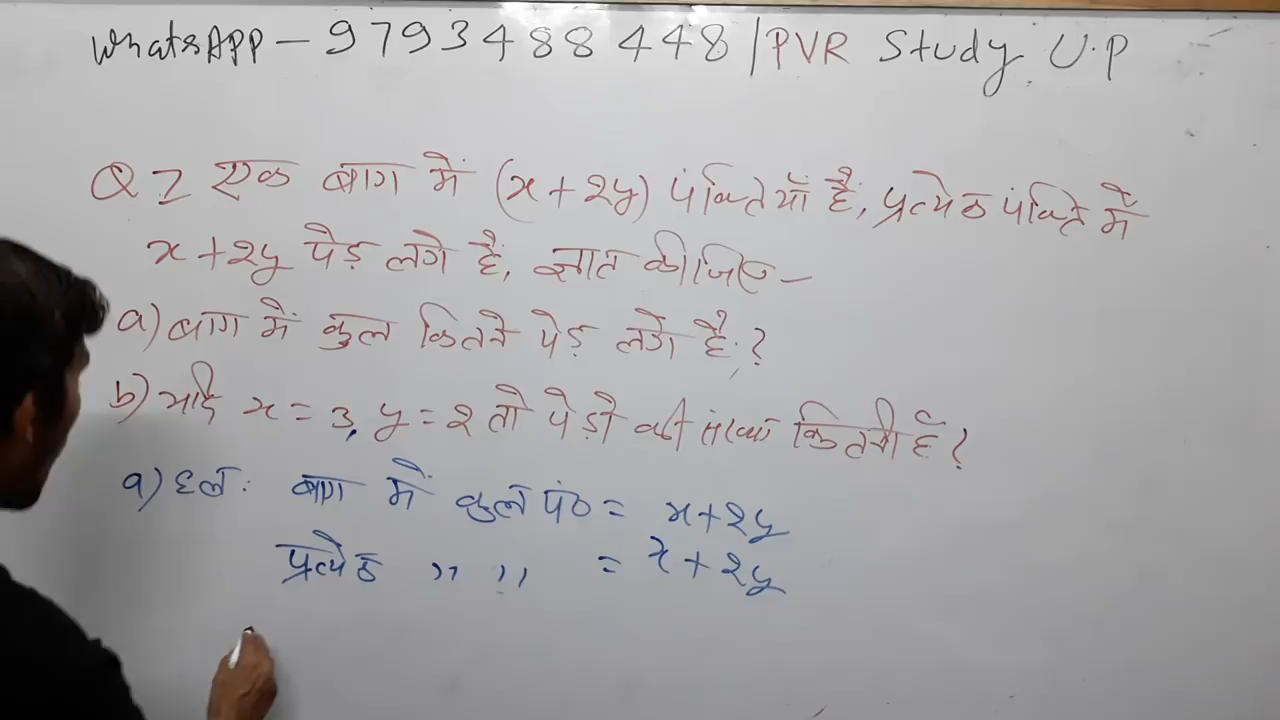 WhatsAPP - 9793488448 | PVR Study U.P
Q 7 एक बाग में (x+2y) पंक्तियाँ हैं, प्रत्येक पंक्ति में
x+2y पेड़ लगे हैं, ज्ञात कीजिए -
a) बाग में कुल कितने पेड़ लगे हैं ?
b) यदि x = 3, y = 2 तो पेड़ो की संख्या कितनी है ?
a) हल: बाग में कुल पं० = x+2y
प्रत्येक ,, ,, = x+2y